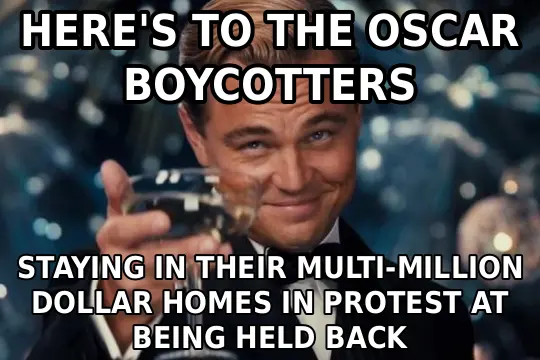 HERE'S TO THE OSCAR
BOYCOTTERS
STAYING IN THEIR MULTI-MILLION
DOLLAR HOMES IN PROTEST AT
BEING HELD BACK